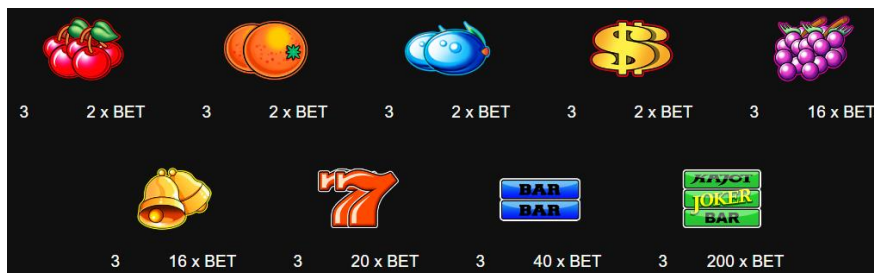 3 2 x BET 3 2 x BET 3 2 x BET 3 2 x BET 3 16 x BET
BAR
BAR
KAJOT
JOKER
BAR
3 16 x BET 3 20 x BET 3 40 x BET 3 200 x BET